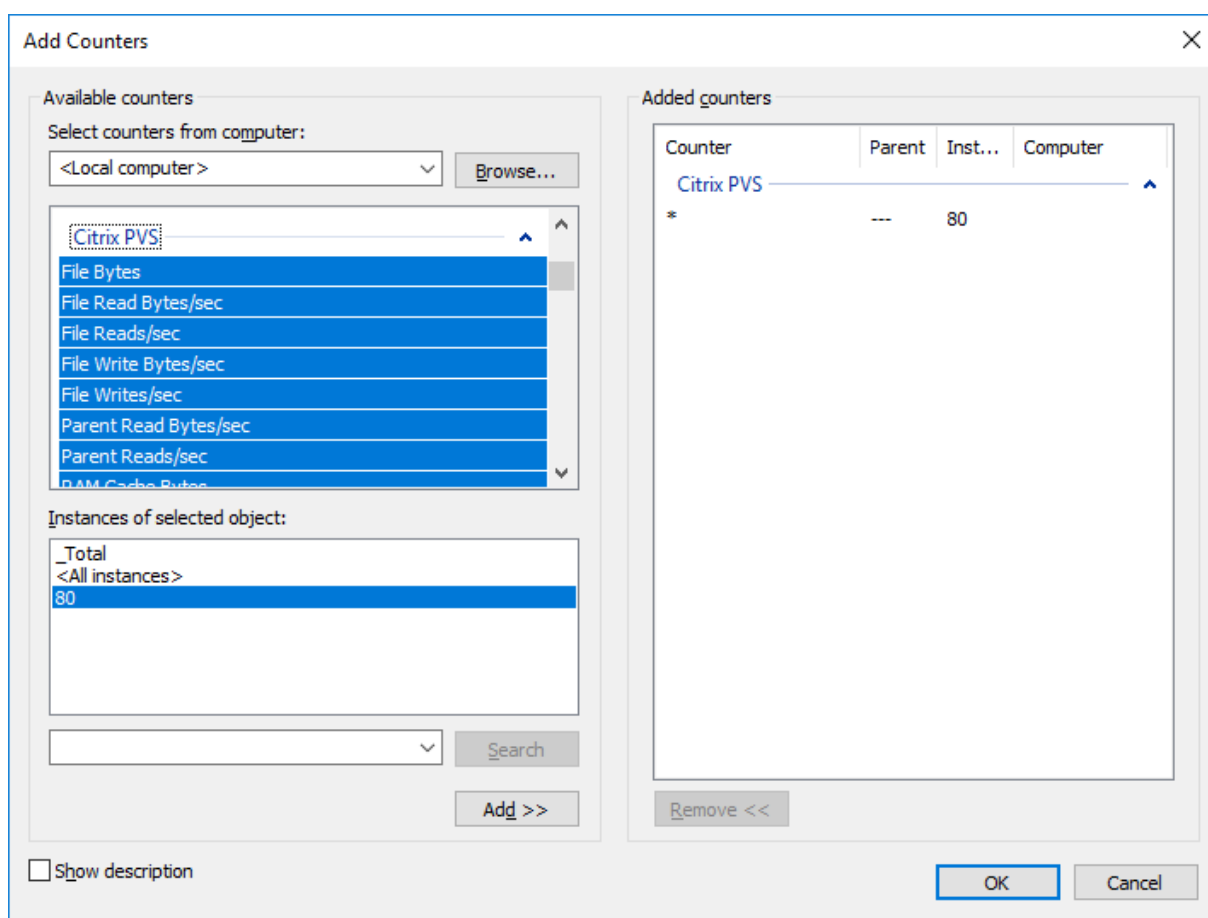 Add Counters
Available counters
Select counters from computer:
<Local computer>
Browse...
Citrix PVS
File Bytes
File Read Bytes/sec
File Reads/sec
File Write Bytes/sec
File Writes/sec
Parent Read Bytes/sec
Parent Reads/sec
RAM Cache Bytes
Instances of selected object:
_Total
<All instances>
80
Search
Add >>
Show description
Added counters
Counter Parent Inst... Computer
Citrix PVS
* --- 80
Remove <<
OK Cancel